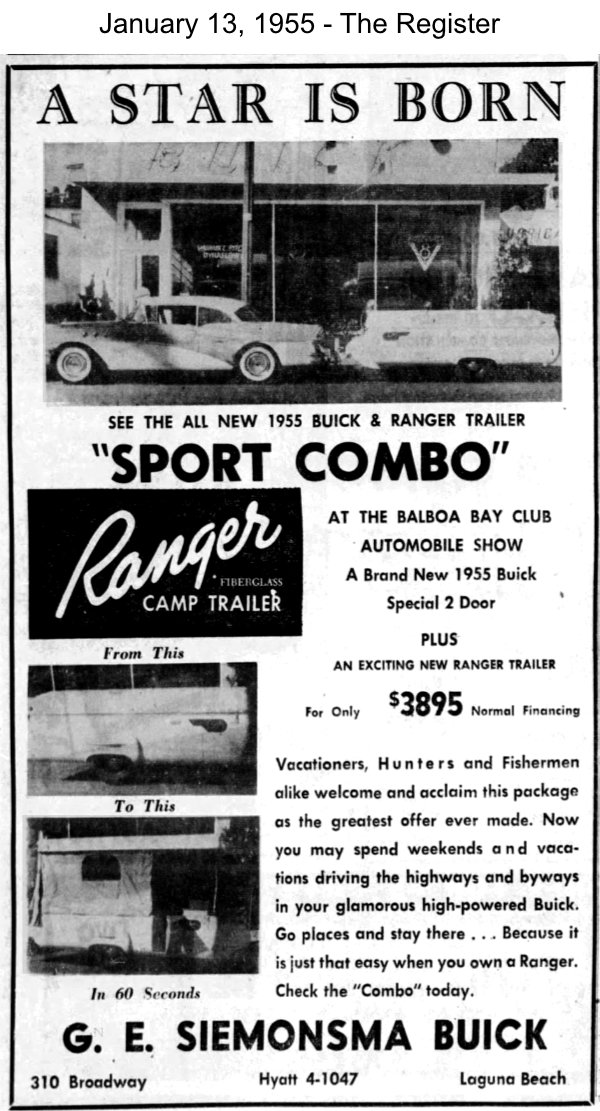 January 13, 1955 - The Register
A STAR IS BORN
BUICK
DYNAFLOW
V8
SEE THE ALL NEW 1955 BUICK & RANGER TRAILER
"SPORT COMBO"
Ranger
FIBERGLASS
CAMP TRAILER
AT THE BALBOA BAY CLUB
AUTOMOBILE SHOW
A Brand New 1955 Buick
Special 2 Door
PLUS
AN EXCITING NEW RANGER TRAILER
For Only $3895 Normal Financing
From This
To This
In 60 Seconds
Vacationers, Hunters and Fishermen
alike welcome and acclaim this package
as the greatest offer ever made. Now
you may spend weekends and vaca-
tions driving the highways and byways
in your glamorous high-powered Buick.
Go places and stay there . . . Because it
is just that easy when you own a Ranger.
Check the "Combo" today.
G. E. SIEMONSMA BUICK
310 Broadway Hyatt 4-1047 Laguna Beach